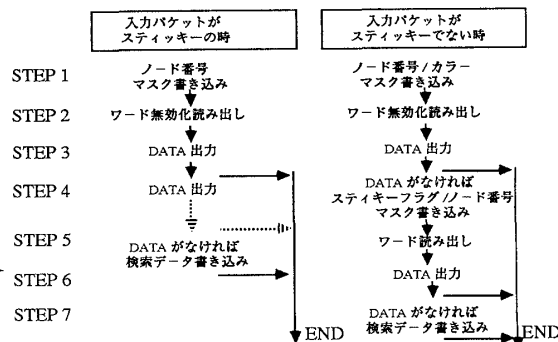 入力パケットが
スティッキーの時
入力パケットが
スティッキーでない時
STEP 1
ノード番号
マスク書き込み
ノード番号 / カラー
マスク書き込み
STEP 2
ワード無効化読み出し
ワード無効化読み出し
STEP 3
DATA 出力
DATA 出力
STEP 4
DATA 出力
DATA がなければ
スティキーフラグ /ノード番号
マスク書き込み
STEP 5
DATA がなければ
検索データ書き込み
ワード読み出し
STEP 6
DATA 出力
STEP 7
DATA がなければ
検索データ書き込み
END
END